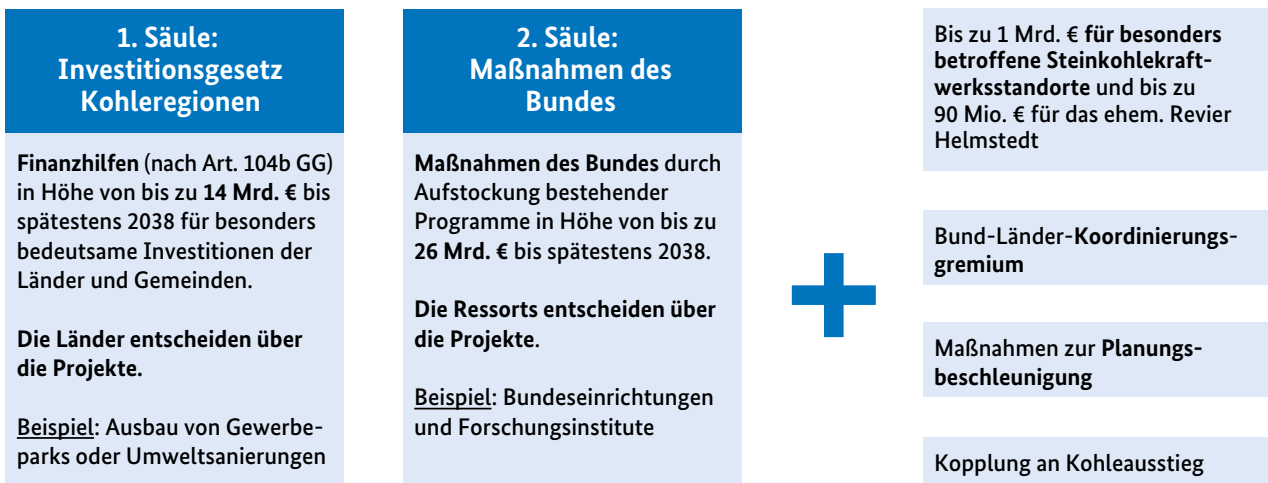 1. Säule:
Investitionsgesetz
Kohleregionen
Finanzhilfen (nach Art. 104b GG)
in Höhe von bis zu 14 Mrd. € bis
spätestens 2038 für besonders
bedeutsame Investitionen der
Länder und Gemeinden.
Die Länder entscheiden über
die Projekte.
Beispiel: Ausbau von Gewerbe-
parks oder Umweltsanierungen
2. Säule:
Maßnahmen des
Bundes
Maßnahmen des Bundes durch
Aufstockung bestehender
Programme in Höhe von bis zu
26 Mrd. € bis spätestens 2038.
Die Ressorts entscheiden über
die Projekte.
Beispiel: Bundeseinrichtungen
und Forschungsinstitute
Bis zu 1 Mrd. € für besonders
betroffene Steinkohlekraft-
werksstandorte und bis zu
90 Mio. € für das ehem. Revier
Helmstedt
Bund-Länder-Koordinierungs-
gremium
Maßnahmen zur Planungs-
beschleunigung
Kopplung an Kohleausstieg